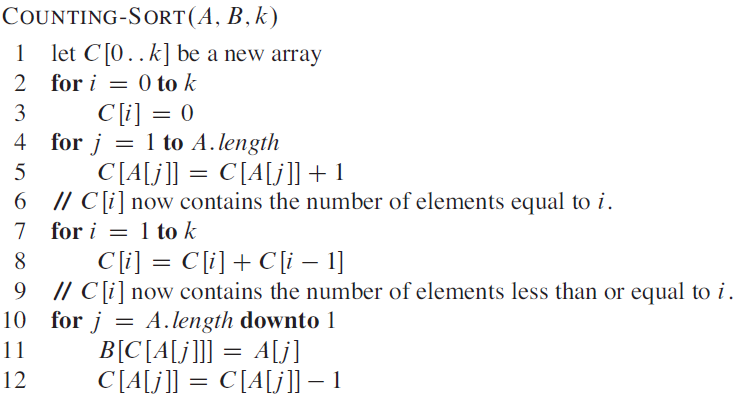 COUNTING-SORT(A, B, k)
1 let C[0..k] be a new array
2 for i = 0 to k
3 C[i] = 0
4 for j = 1 to A.length
5 C[A[j]] = C[A[j]] + 1
6 // C[i] now contains the number of elements equal to i.
7 for i = 1 to k
8 C[i] = C[i] + C[i − 1]
9 // C[i] now contains the number of elements less than or equal to i.
10 for j = A.length downto 1
11 B[C[A[j]]] = A[j]
12 C[A[j]] = C[A[j]] − 1